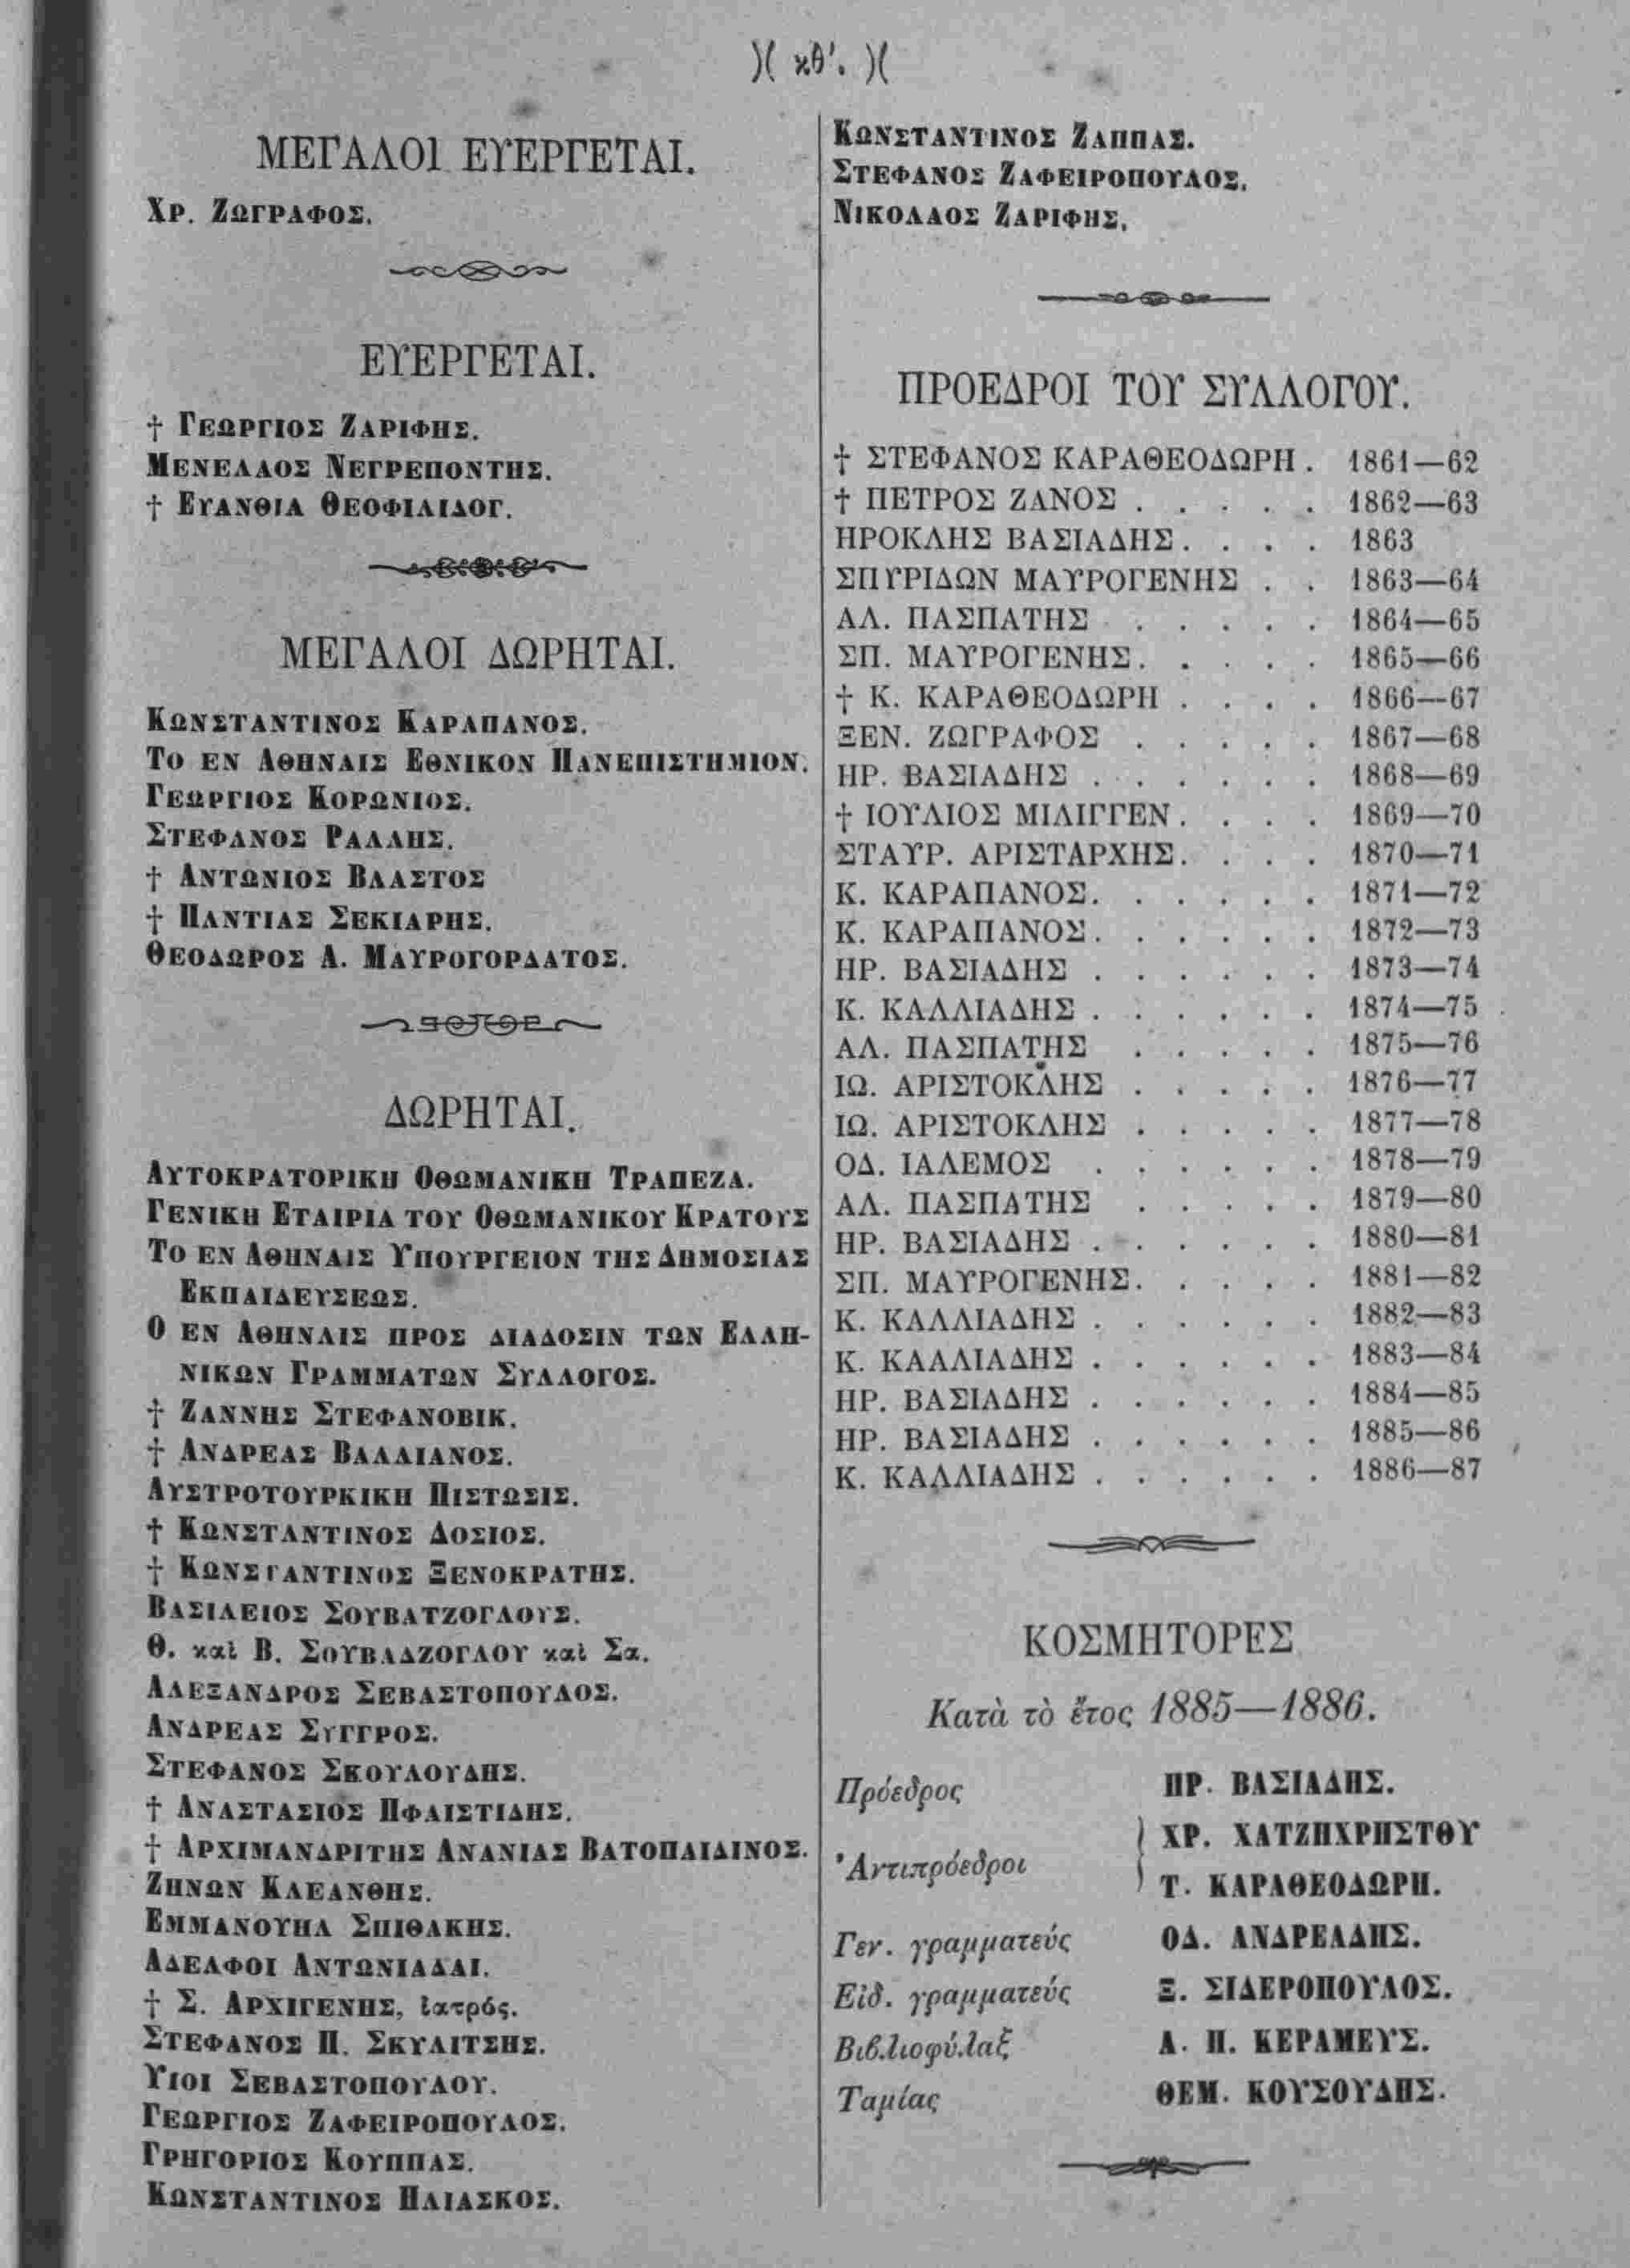 )( κθ'. )(
ΜΕΓΑΛΟΙ ΕΥΕΡΓΕΤΑΙ.
ΧΡ. ΖΩΓΡΑΦΟΣ.
ΕΥΕΡΓΕΤΑΙ.
† ΓΕΩΡΓΙΟΣ ΖΑΡΙΦΗΣ.
ΜΕΝΕΛΑΟΣ ΝΕΓΡΕΠΟΝΤΗΣ.
† ΕΥΑΝΘΙΑ ΘΕΟΦΙΛΙΔΟΥ.
ΜΕΓΑΛΟΙ ΔΩΡΗΤΑΙ.
ΚΩΝΣΤΑΝΤΙΝΟΣ ΚΑΡΑΠΑΝΟΣ.
ΤΟ ΕΝ ΑΘΗΝΑΙΣ ΕΘΝΙΚΟΝ ΠΑΝΕΠΙΣΤΗΜΙΟΝ.
ΓΕΩΡΓΙΟΣ ΚΟΡΩΝΙΟΣ.
ΣΤΕΦΑΝΟΣ ΡΑΛΛΗΣ.
† ΑΝΤΩΝΙΟΣ ΒΛΑΣΤΟΣ
† ΠΑΝΤΙΑΣ ΣΕΚΙΑΡΗΣ.
ΘΕΟΔΩΡΟΣ Α. ΜΑΥΡΟΓΟΡΔΑΤΟΣ.
ΔΩΡΗΤΑΙ.
ΑΥΤΟΚΡΑΤΟΡΙΚΗ ΟΘΩΜΑΝΙΚΗ ΤΡΑΠΕΖΑ.
ΓΕΝΙΚΗ ΕΤΑΙΡΙΑ ΤΟΥ ΟΘΩΜΑΝΙΚΟΥ ΚΡΑΤΟΥΣ
ΤΟ ΕΝ ΑΘΗΝΑΙΣ ΥΠΟΥΡΓΕΙΟΝ ΤΗΣ ΔΗΜΟΣΙΑΣ
ΕΚΠΑΙΔΕΥΣΕΩΣ.
Ο ΕΝ ΑΘΗΝΑΙΣ ΠΡΟΣ ΔΙΑΔΟΣΙΝ ΤΩΝ ΕΛΛΗ-
ΝΙΚΩΝ ΓΡΑΜΜΑΤΩΝ ΣΥΛΛΟΓΟΣ.
† ΖΑΝΝΗΣ ΣΤΕΦΑΝΟΒΙΚ.
† ΑΝΔΡΕΑΣ ΒΑΛΛΙΑΝΟΣ.
ΑΥΣΤΡΟΤΟΥΡΚΙΚΗ ΠΙΣΤΩΣΙΣ.
† ΚΩΝΣΤΑΝΤΙΝΟΣ ΔΟΣΙΟΣ.
† ΚΩΝΣΤΑΝΤΙΝΟΣ ΞΕΝΟΚΡΑΤΗΣ.
ΒΑΣΙΛΕΙΟΣ ΣΟΥΒΑΤΖΟΓΛΟΥΣ.
Θ. καὶ Β. ΣΟΥΒΑΔΖΟΓΛΟΥ καὶ Σα.
ΑΛΕΞΑΝΔΡΟΣ ΣΕΒΑΣΤΟΠΟΥΛΟΣ.
ΑΝΔΡΕΑΣ ΣΥΓΓΡΟΣ.
ΣΤΕΦΑΝΟΣ ΣΚΟΥΛΟΥΔΗΣ.
† ΑΝΑΣΤΑΣΙΟΣ ΗΦΑΙΣΤΙΔΗΣ.
† ΑΡΧΙΜΑΝΔΡΙΤΗΣ ΑΝΑΝΙΑΣ ΒΑΤΟΠΑΙΔΙΝΟΣ.
ΖΗΝΩΝ ΚΛΕΑΝΘΗΣ.
ΕΜΜΑΝΟΥΗΛ ΣΠΙΘΑΚΗΣ.
ΑΔΕΛΦΟΙ ΑΝΤΩΝΙΑΔΑΙ.
† Σ. ΑΡΧΙΓΕΝΗΣ, ἰατρός.
ΣΤΕΦΑΝΟΣ Π. ΣΚΥΛΙΤΣΗΣ.
ΥΙΟΙ ΣΕΒΑΣΤΟΠΟΥΛΟΥ.
ΓΕΩΡΓΙΟΣ ΖΑΦΕΙΡΟΠΟΥΛΟΣ.
ΓΡΗΓΟΡΙΟΣ ΚΟΥΠΠΑΣ.
ΚΩΝΣΤΑΝΤΙΝΟΣ ΗΛΙΑΣΚΟΣ.
ΚΩΝΣΤΑΝΤΙΝΟΣ ΖΑΠΠΑΣ.
ΣΤΕΦΑΝΟΣ ΖΑΦΕΙΡΟΠΟΥΛΟΣ.
ΝΙΚΟΛΑΟΣ ΖΑΡΙΦΗΣ.
ΠΡΟΕΔΡΟΙ ΤΟΥ ΣΥΛΛΟΓΟΥ.
† ΣΤΕΦΑΝΟΣ ΚΑΡΑΘΕΟΔΩΡΗ . 1861—62
† ΠΕΤΡΟΣ ΖΑΝΟΣ . . . . . 1862—63
ΗΡΟΚΛΗΣ ΒΑΣΙΑΔΗΣ . . . . 1863
ΣΠΥΡΙΔΩΝ ΜΑΥΡΟΓΕΝΗΣ . . 1863—64
ΑΛ. ΠΑΣΠΑΤΗΣ . . . . . . 1864—65
ΣΠ. ΜΑΥΡΟΓΕΝΗΣ . . . . . 1865—66
† Κ. ΚΑΡΑΘΕΟΔΩΡΗ . . . . 1866—67
ΞΕΝ. ΖΩΓΡΑΦΟΣ . . . . . 1867—68
ΗΡ. ΒΑΣΙΑΔΗΣ . . . . . . 1868—69
† ΙΟΥΛΙΟΣ ΜΙΛΙΓΓΕΝ . . . . 1869—70
ΣΤΑΥΡ. ΑΡΙΣΤΑΡΧΗΣ . . . . 1870—71
Κ. ΚΑΡΑΠΑΝΟΣ . . . . . . 1871—72
Κ. ΚΑΡΑΠΑΝΟΣ . . . . . . 1872—73
ΗΡ. ΒΑΣΙΑΔΗΣ . . . . . . 1873—74
Κ. ΚΑΛΛΙΑΔΗΣ . . . . . . 1874—75
ΑΛ. ΠΑΣΠΑΤΗΣ . . . . . 1875—76
ΙΩ. ΑΡΙΣΤΟΚΛΗΣ . . . . . 1876—77
ΙΩ. ΑΡΙΣΤΟΚΛΗΣ . . . . . 1877—78
ΟΔ. ΙΑΛΕΜΟΣ . . . . . . 1878—79
ΑΛ. ΠΑΣΠΑΤΗΣ . . . . . 1879—80
ΗΡ. ΒΑΣΙΑΔΗΣ . . . . . . 1880—81
ΣΠ. ΜΑΥΡΟΓΕΝΗΣ . . . . . 1881—82
Κ. ΚΑΛΛΙΑΔΗΣ . . . . . . 1882—83
Κ. ΚΑΛΛΙΑΔΗΣ . . . . . . 1883—84
ΗΡ. ΒΑΣΙΑΔΗΣ . . . . . . 1884—85
ΗΡ. ΒΑΣΙΑΔΗΣ . . . . . . 1885—86
Κ. ΚΑΛΛΙΑΔΗΣ . . . . . . 1886—87
ΚΟΣΜΗΤΟΡΕΣ
Κατὰ τὸ ἔτος 1885—1886.
Πρόεδρος ΗΡ. ΒΑΣΙΑΔΗΣ.
Ἀντιπρόεδροι } ΧΡ. ΧΑΤΖΗΧΡΗΣΤΟΥ
Τ. ΚΑΡΑΘΕΟΔΩΡΗ.
Γεν. γραμματεύς ΟΔ. ΑΝΔΡΕΑΔΗΣ.
Εἰδ. γραμματεύς Ξ. ΣΙΔΕΡΟΠΟΥΛΟΣ.
Βιβλιοφύλαξ Α. Π. ΚΕΡΑΜΕΥΣ.
Ταμίας ΘΕΜ. ΚΟΥΣΟΥΔΗΣ.